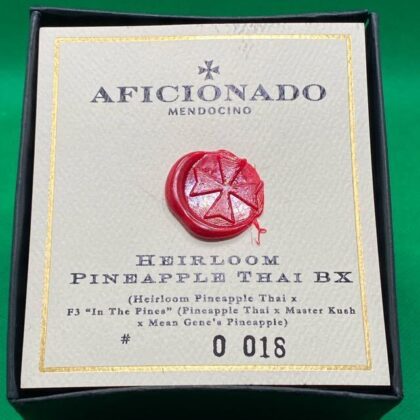 AFICIONADO
MENDOCINO
HEIRLOOM
PINEAPPLE THAI BX
(Heirloom Pineapple Thai x
F3 “In The Pines” (Pineapple Thai x Master Kush
x Mean Gene's Pineapple)
# 0 018